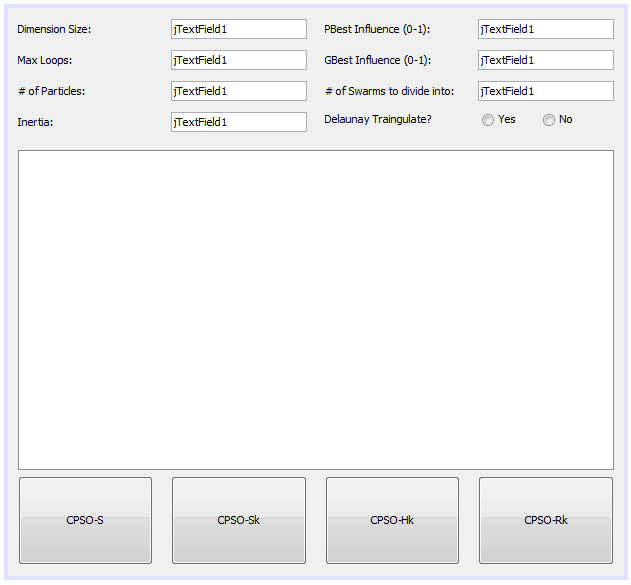 Dimension Size: jTextField1 PBest Influence (0-1): jTextField1
Max Loops: jTextField1 GBest Influence (0-1): jTextField1
# of Particles: jTextField1 # of Swarms to divide into: jTextField1
Inertia: jTextField1 Delaunay Traingulate? Yes No
CPSO-S CPSO-Sk CPSO-Hk CPSO-Rk